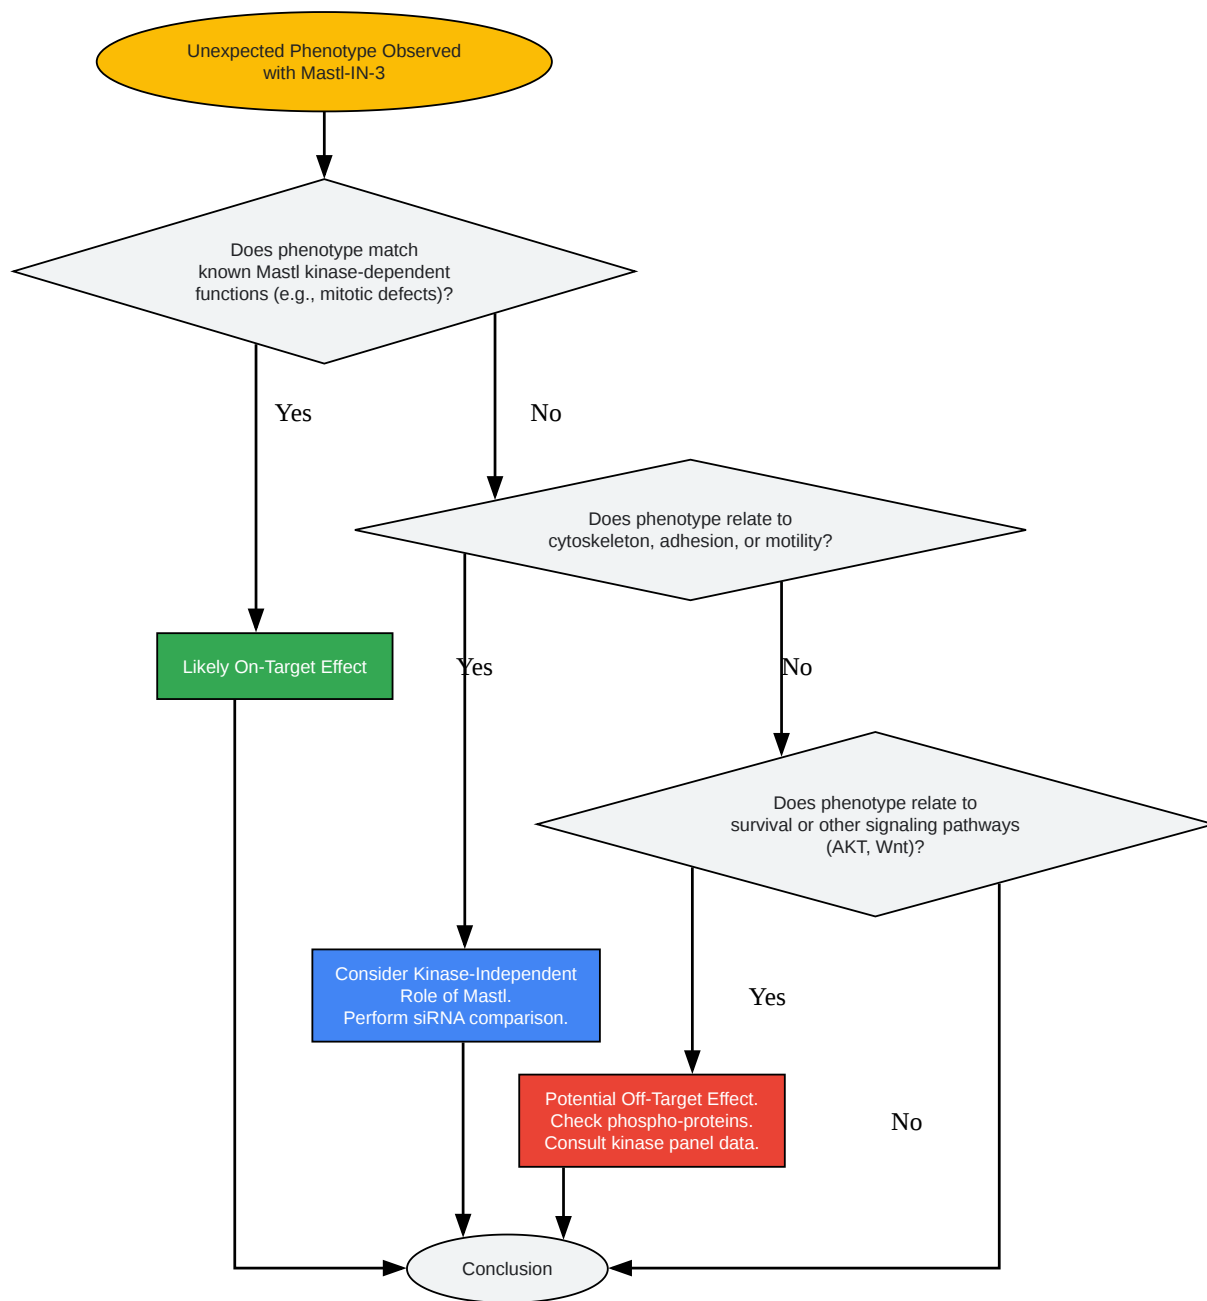 Unexpected Phenotype Observed
with Mastl-IN-3
Does phenotype match
known Mastl kinase-dependent
functions (e.g., mitotic defects)?
Yes
No
Does phenotype relate to
cytoskeleton, adhesion, or motility?
Likely On-Target Effect
Yes
No
Does phenotype relate to
survival or other signaling pathways
(AKT, Wnt)?
Consider Kinase-Independent
Role of Mastl.
Perform siRNA comparison.
Yes
Potential Off-Target Effect.
Check phospho-proteins.
Consult kinase panel data.
No
Conclusion